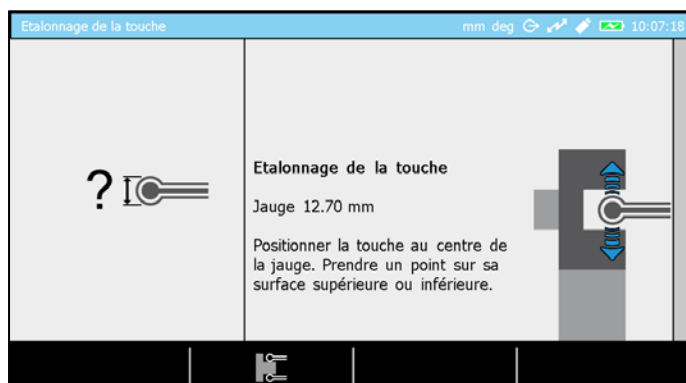 Etalonnage de la touche
mm deg 10:07:18
?
Etalonnage de la touche
Jauge 12.70 mm
Positionner la touche au centre de
la jauge. Prendre un point sur sa
surface supérieure ou inférieure.